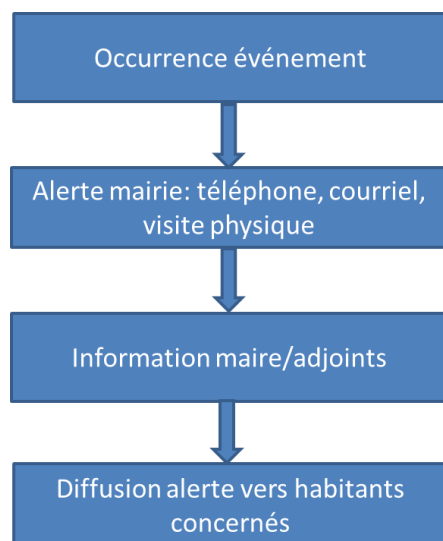 Occurrence événement
Alerte mairie: téléphone, courriel,
visite physique
Information maire/adjoints
Diffusion alerte vers habitants
concernés